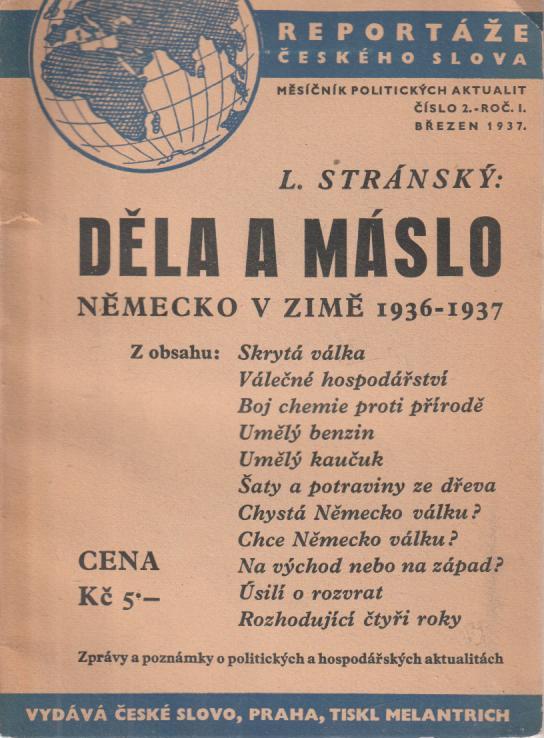 REPORTÁŽE
ČESKÉHO SLOVA
MĚSÍČNÍK POLITICKÝCH AKTUALIT
ČÍSLO 2.-ROČ. I.
BŘEZEN 1937.
L. STRÁNSKÝ:
DĚLA A MÁSLO
NĚMECKO V ZIMĚ 1936-1937
Z obsahu: Skrytá válka
Válečné hospodářství
Boj chemie proti přírodě
Umělý benzin
Umělý kaučuk
Šaty a potraviny ze dřeva
Chystá Německo válku?
Chce Německo válku?
Na východ nebo na západ?
Úsilí o rozvrat
Rozhodující čtyři roky
CENA
Kč 5·—
Zprávy a poznámky o politických a hospodářských aktualitách
VYDÁVÁ ČESKÉ SLOVO, PRAHA, TISKL MELANTRICH